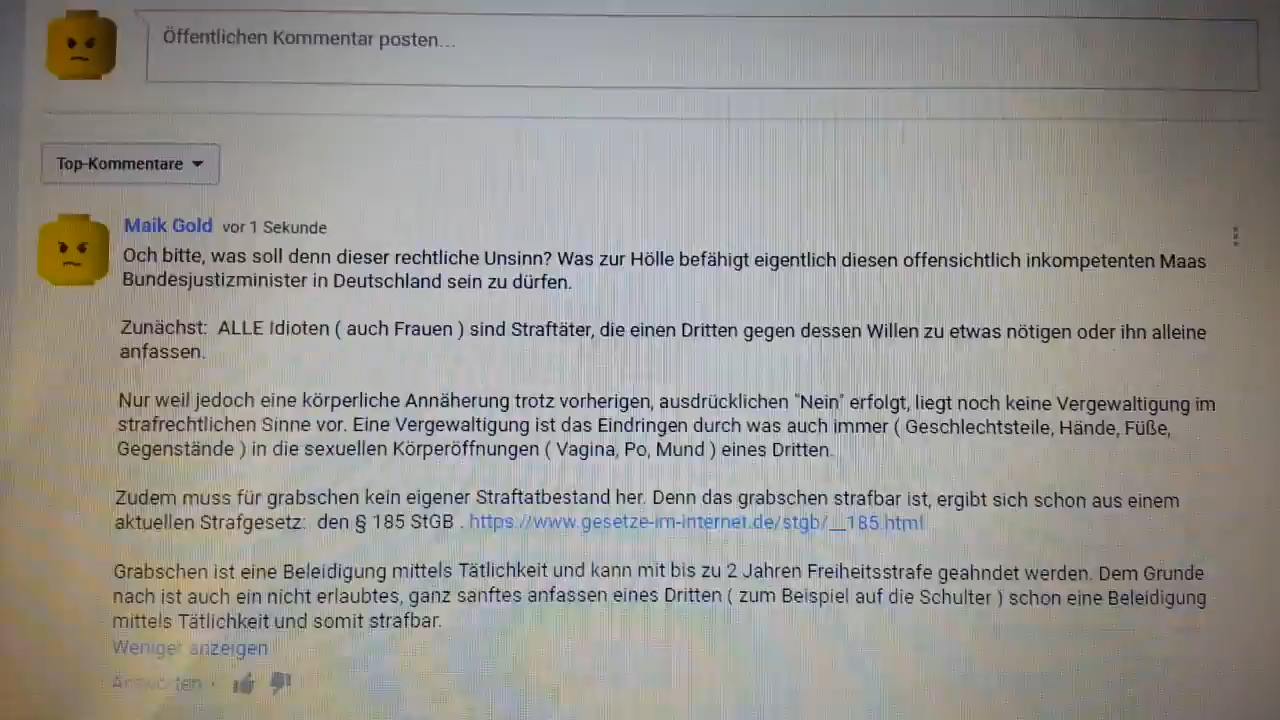 Öffentlichen Kommentar posten...
Top-Kommentare
Maik Gold vor 1 Sekunde
Och bitte, was soll denn dieser rechtliche Unsinn? Was zur Hölle befähigt eigentlich diesen offensichtlich inkompetenten Maas
Bundesjustizminister in Deutschland sein zu dürfen.
Zunächst: ALLE Idioten ( auch Frauen ) sind Straftäter, die einen Dritten gegen dessen Willen zu etwas nötigen oder ihn alleine
anfassen.
Nur weil jedoch eine körperliche Annäherung trotz vorherigen, ausdrücklichen "Nein" erfolgt, liegt noch keine Vergewaltigung im
strafrechtlichen Sinne vor. Eine Vergewaltigung ist das Eindringen durch was auch immer ( Geschlechtsteile, Hände, Füße,
Gegenstände ) in die sexuellen Körperöffnungen ( Vagina, Po, Mund ) eines Dritten.
Zudem muss für grabschen kein eigener Straftatbestand her. Denn das grabschen strafbar ist, ergibt sich schon aus einem
aktuellen Strafgesetz: den § 185 StGB . https://www.gesetze-im-internet.de/stgb/__185.html
Grabschen ist eine Beleidigung mittels Tätlichkeit und kann mit bis zu 2 Jahren Freiheitsstrafe geahndet werden. Dem Grunde
nach ist auch ein nicht erlaubtes, ganz sanftes anfassen eines Dritten ( zum Beispiel auf die Schulter ) schon eine Beleidigung
mittels Tätlichkeit und somit strafbar.
Weniger anzeigen
Antworten ·